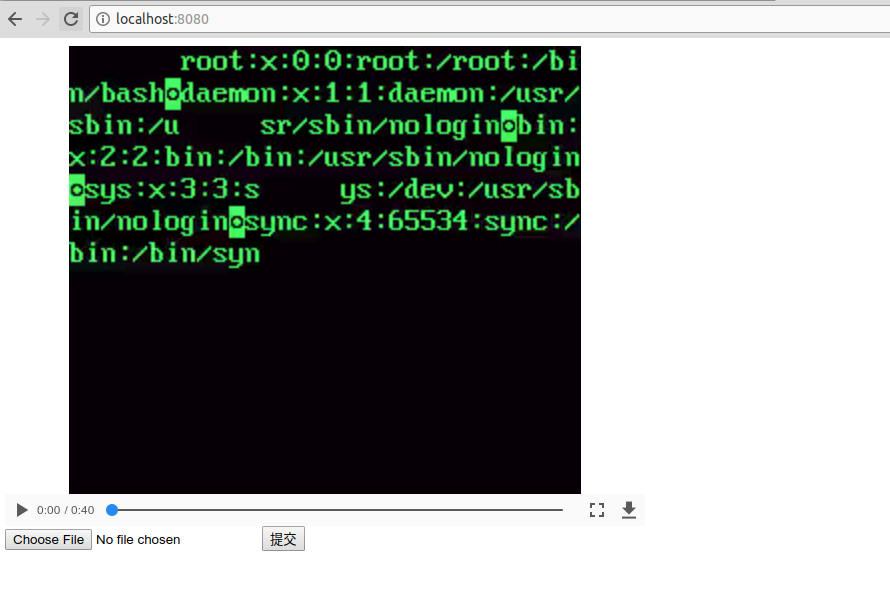 localhost:8080
root:x:0:0:root:/root:/bi
n/bash◘daemon:x:1:1:daemon:/usr/
sbin:/u sr/sbin/nologin◘bin:
x:2:2:bin:/bin:/usr/sbin/nologin
◘sys:x:3:3:s ys:/dev:/usr/sb
in/nologin◘sync:x:4:65534:sync:/
bin:/bin/syn
0:00 / 0:40
Choose File No file chosen 提交